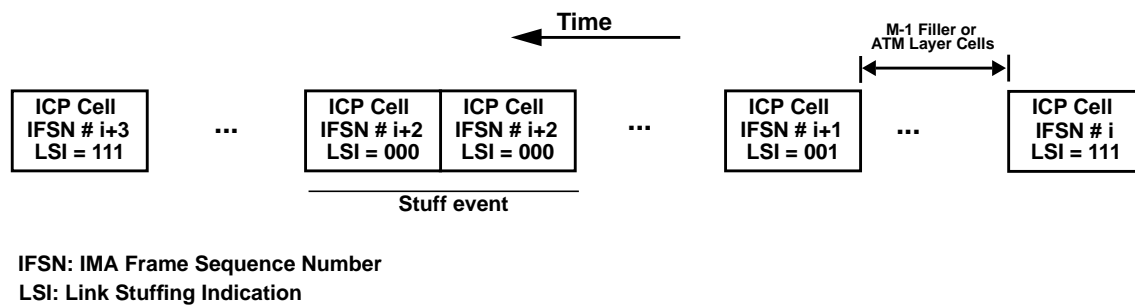 Time
M-1 Filler or
ATM Layer Cells
ICP Cell
IFSN # i+3
LSI = 111
...
ICP Cell
IFSN # i+2
LSI = 000
ICP Cell
IFSN # i+2
LSI = 000
...
ICP Cell
IFSN # i+1
LSI = 001
...
ICP Cell
IFSN # i
LSI = 111
Stuff event
IFSN: IMA Frame Sequence Number
LSI: Link Stuffing Indication